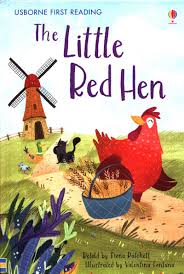 USBORNE FIRST READING
The Little
Red Hen
Retold by Fiona Patchett
Illustrated by Valentina Fontana